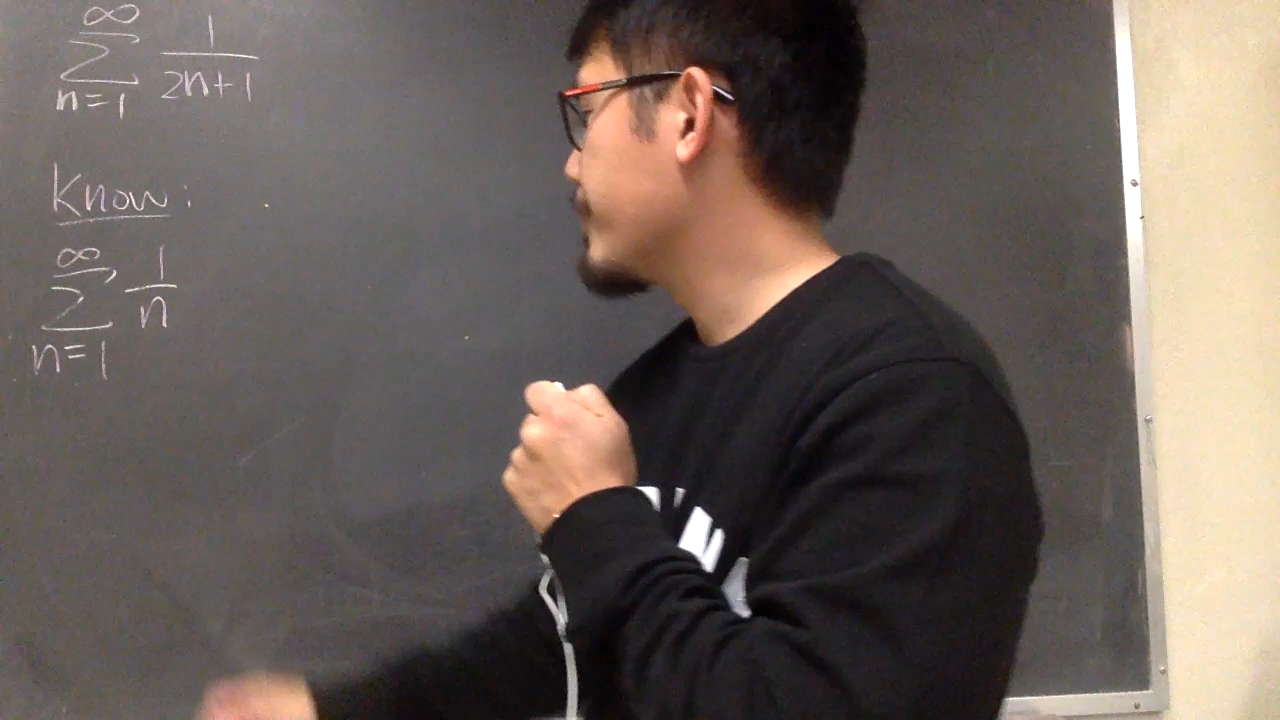 ∞
∑ 1/(2n+1)
n=1
Know:
∞
∑ 1/n
n=1